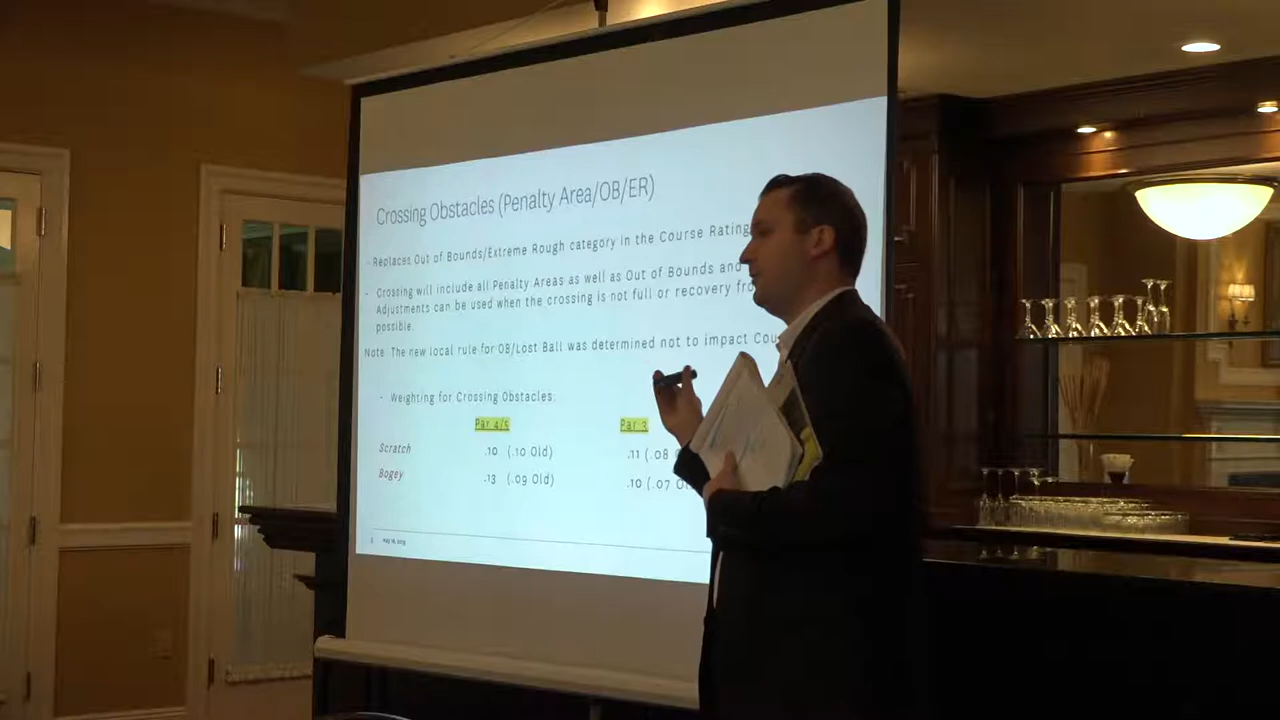 Crossing Obstacles (Penalty Area/OB/ER)
- Replaces Out of Bounds/Extreme Rough category in the Course Rating
- Crossing will include all Penalty Areas as well as Out of Bounds and
Adjustments can be used when the crossing is not full or recovery
possible.
Note: The new local rule for OB/Lost Ball was determined not to impact
- Weighting for Crossing Obstacles:
Par 4/5 Par 3
Scratch .10 (.10 Old) .11 (.08
Bogey .13 (.09 Old) .10 (.07